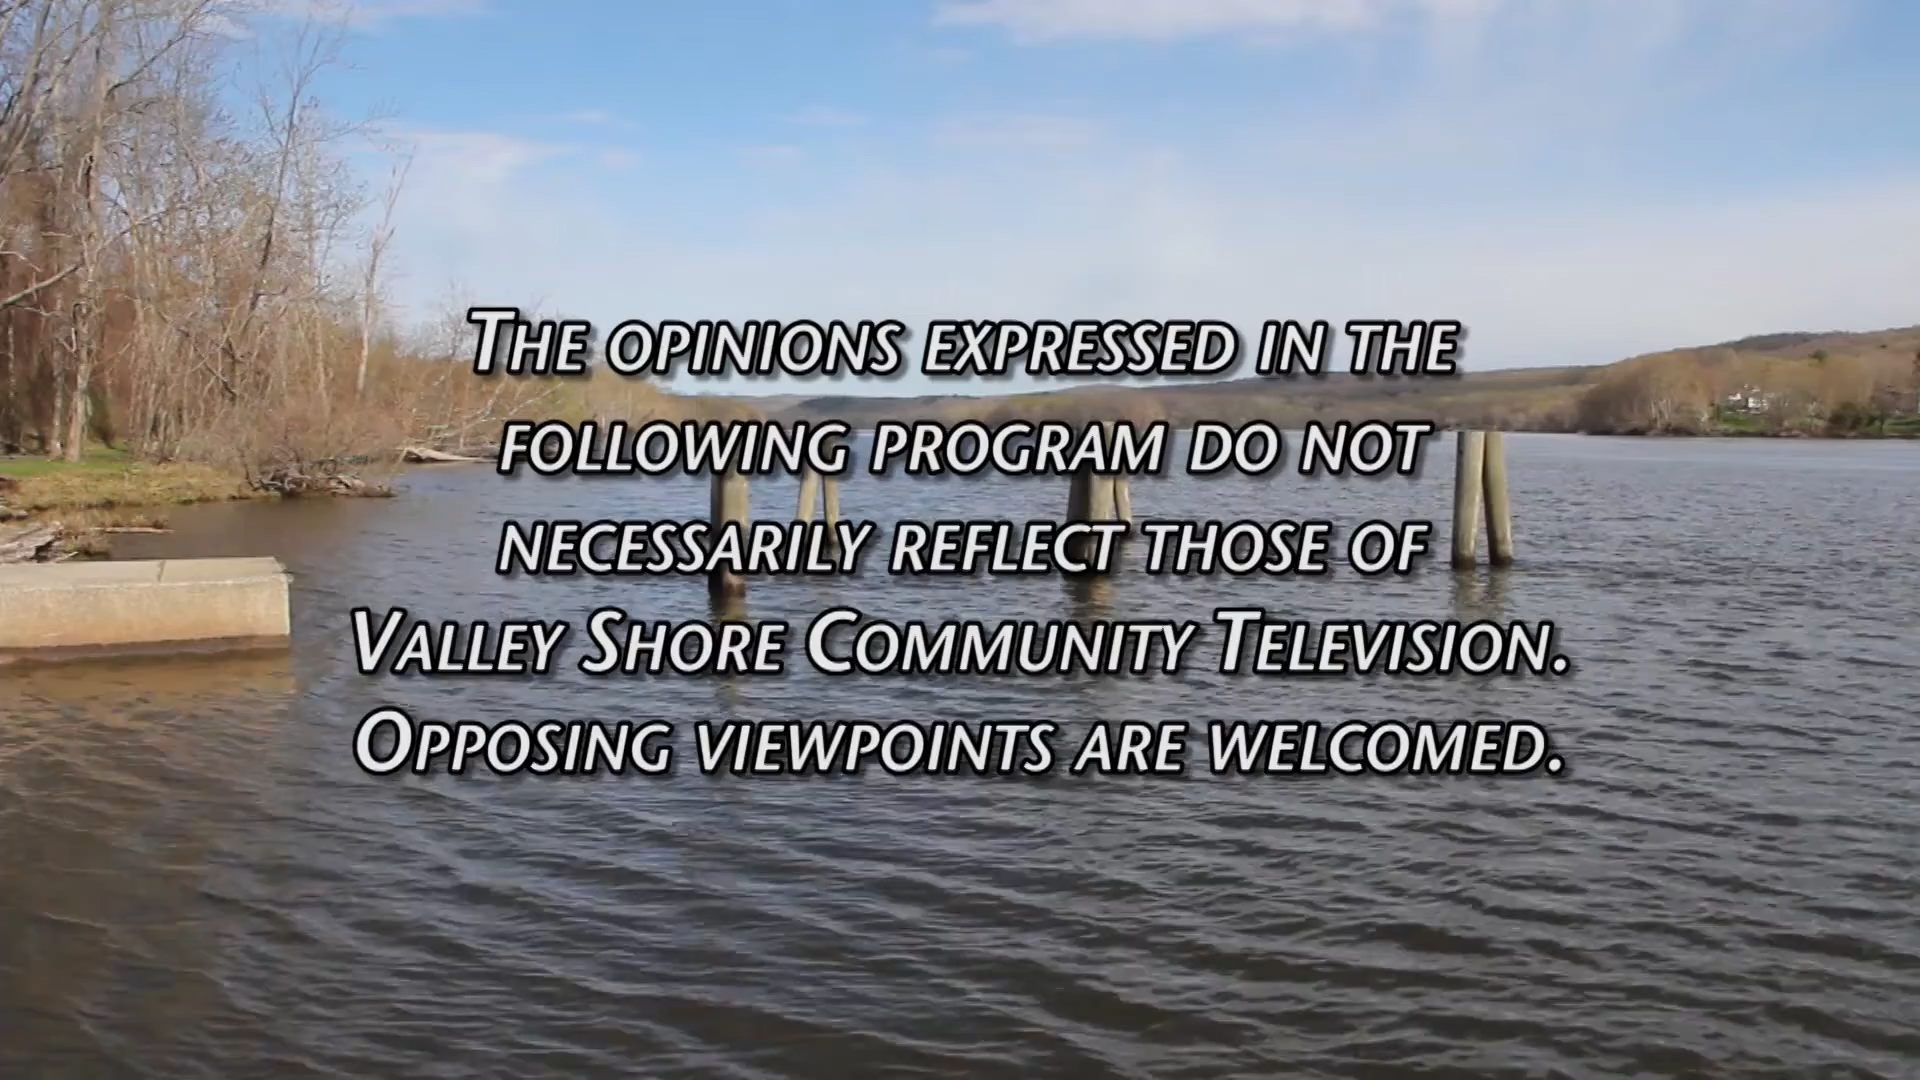 The opinions expressed in the
following program do not
necessarily reflect those of
Valley Shore Community Television.
Opposing viewpoints are welcomed.